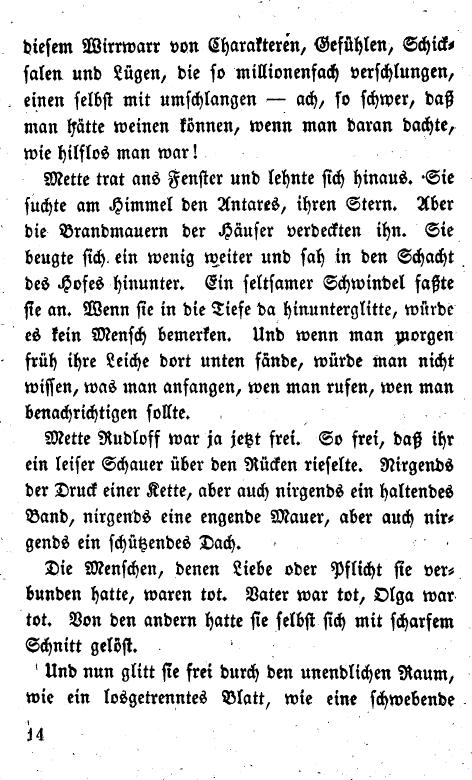 diesem Wirrwarr von Charakteren, Gefühlen, Schick-
salen und Lügen, die so millionenfach verschlungen,
einen selbst mit umschlangen — ach, so schwer, daß
man hätte weinen können, wenn man daran dachte,
wie hilflos man war!
Mette trat ans Fenster und lehnte sich hinaus. Sie
suchte am Himmel den Antares, ihren Stern. Aber
die Brandmauern der Häuser verdeckten ihn. Sie
beugte sich ein wenig weiter und sah in den Schacht
des Hofes hinunter. Ein seltsamer Schwindel faßte
sie an. Wenn sie in die Tiefe da hinunterglitte, würde
es kein Mensch bemerken. Und wenn man morgen
früh ihre Leiche dort unten fände, würde man nicht
wissen, was man anfangen, wen man rufen, wen man
benachrichtigen sollte.
Mette Rudloff war ja jetzt frei. So frei, daß ihr
ein leiser Schauer über den Rücken rieselte. Nirgends
der Druck einer Kette, aber auch nirgends ein haltendes
Band, nirgends eine engende Mauer, aber auch nir-
gends ein schützendes Dach.
Die Menschen, denen Liebe oder Pflicht sie ver-
bunden hatte, waren tot. Vater war tot, Olga war
tot. Von den andern hatte sie selbst sich mit scharfem
Schnitt gelöst.
Und nun glitt sie frei durch den unendlichen Raum,
wie ein losgetrenntes Blatt, wie eine schwebende
14